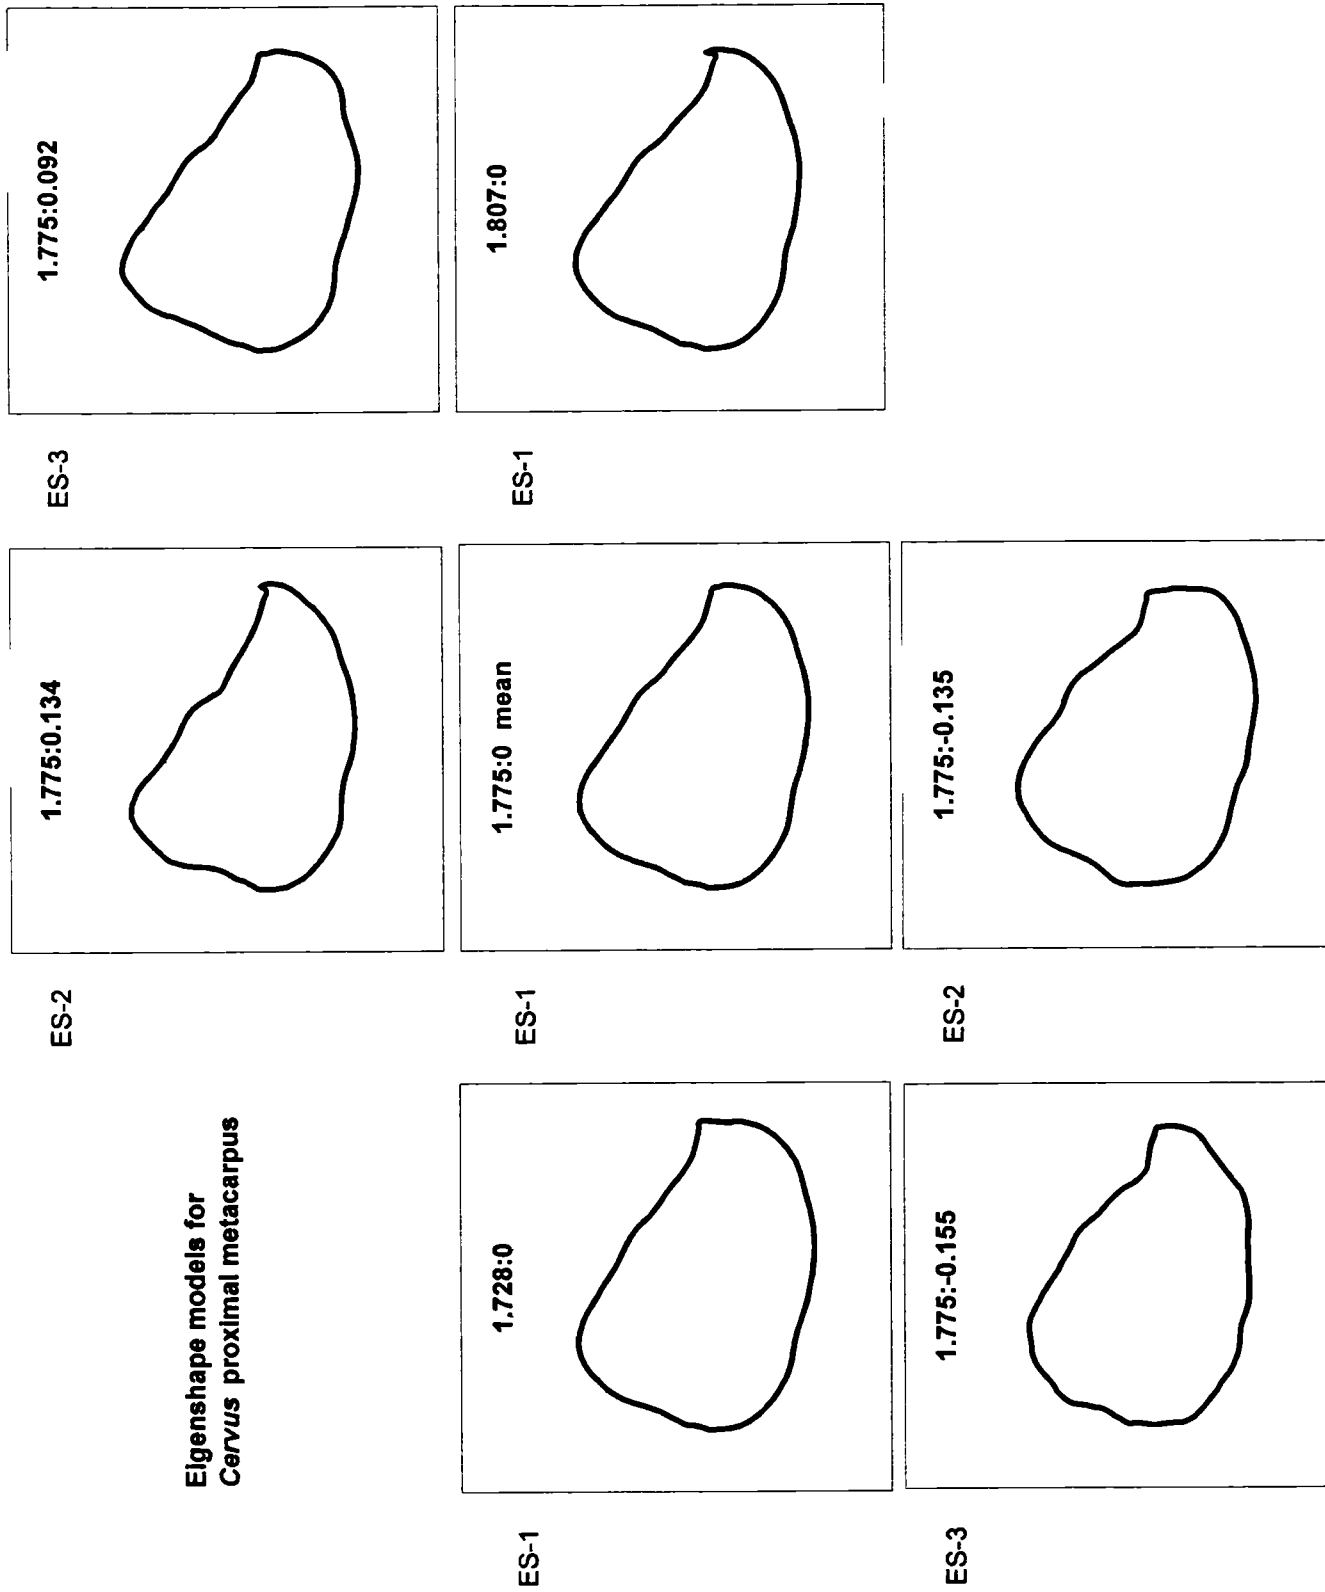 Eigenshape models for
Cervus proximal metacarpus
ES-2
1.775:0.134
ES-3
1.775:0.092
ES-1
1.728:0
ES-1
1.775:0 mean
ES-1
1.807:0
ES-3
1.775:-0.155
ES-2
1.775:-0.135